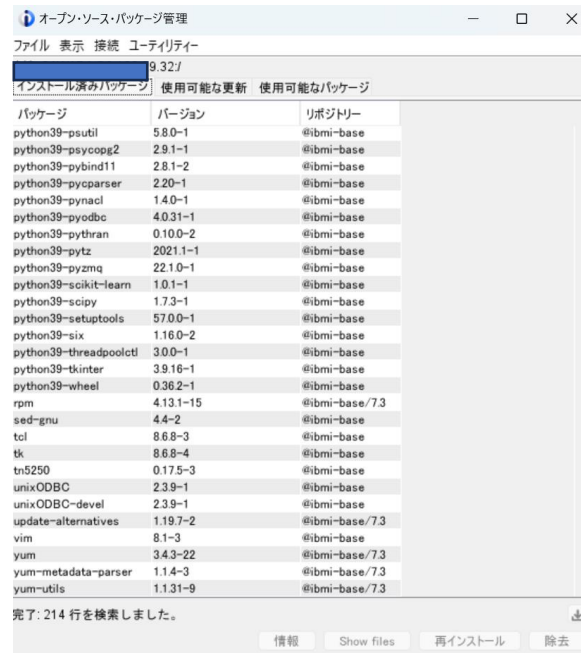 オープン・ソース・パッケージ管理
ファイル 表示 接続 ユーティリティー
9.32:/
インストール済みパッケージ 使用可能な更新 使用可能なパッケージ
パッケージ バージョン リポジトリー
python39-psutil 5.8.0-1 @ibmi-base
python39-psycopg2 2.9.1-1 @ibmi-base
python39-pybind11 2.8.1-2 @ibmi-base
python39-pycparser 2.20-1 @ibmi-base
python39-pynacl 1.4.0-1 @ibmi-base
python39-pyodbc 4.0.31-1 @ibmi-base
python39-pythran 0.10.0-2 @ibmi-base
python39-pytz 2021.1-1 @ibmi-base
python39-pyzmq 22.1.0-1 @ibmi-base
python39-scikit-learn 1.0.1-1 @ibmi-base
python39-scipy 1.7.3-1 @ibmi-base
python39-setuptools 57.0.0-1 @ibmi-base
python39-six 1.16.0-2 @ibmi-base
python39-threadpoolctl 3.0.0-1 @ibmi-base
python39-tkinter 3.9.16-1 @ibmi-base
python39-wheel 0.36.2-1 @ibmi-base
rpm 4.13.1-15 @ibmi-base/7.3
sed-gnu 4.4-2 @ibmi-base
tcl 8.6.8-3 @ibmi-base
tk 8.6.8-4 @ibmi-base
tn5250 0.17.5-3 @ibmi-base
unixODBC 2.3.9-1 @ibmi-base
unixODBC-devel 2.3.9-1 @ibmi-base
update-alternatives 1.19.7-2 @ibmi-base/7.3
vim 8.1-3 @ibmi-base
yum 3.4.3-22 @ibmi-base/7.3
yum-metadata-parser 1.1.4-3 @ibmi-base/7.3
yum-utils 1.1.31-9 @ibmi-base/7.3
完了: 214 行を検索しました。
情報 Show files 再インストール 除去